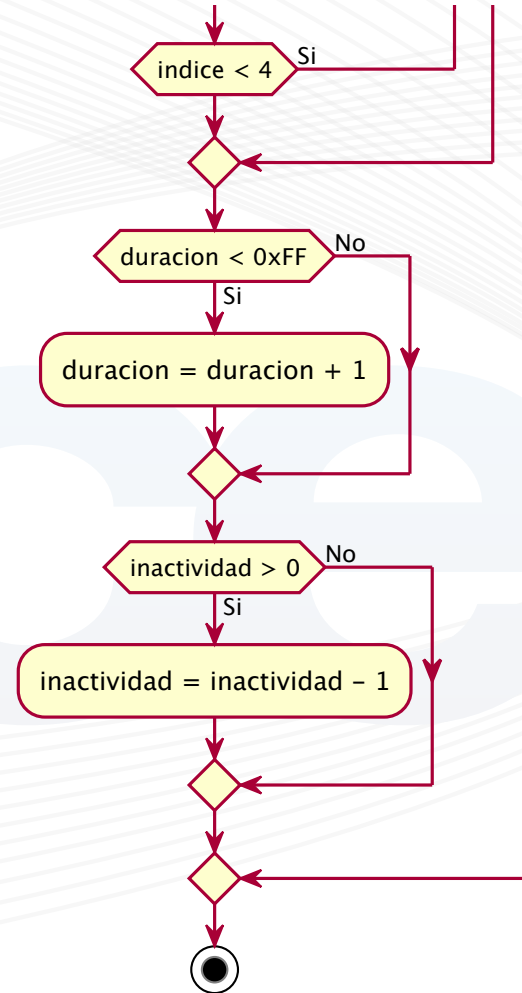 indice < 4
Si
duracion < 0xFF
No
Si
duracion = duracion + 1
inactividad > 0
No
Si
inactividad = inactividad - 1